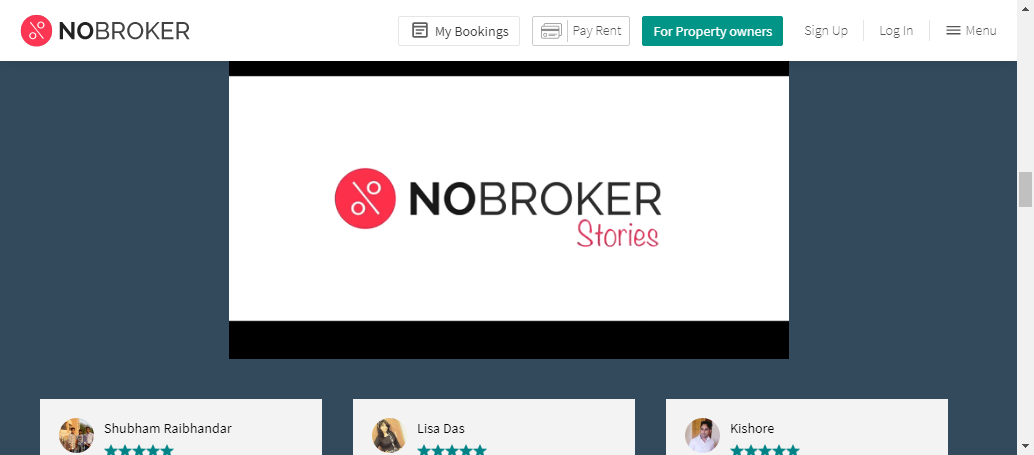 NOBROKER
My Bookings
Pay Rent
For Property owners
Sign Up
Log In
Menu
NOBROKER
Stories
Shubham Raibhandar
Lisa Das
Kishore